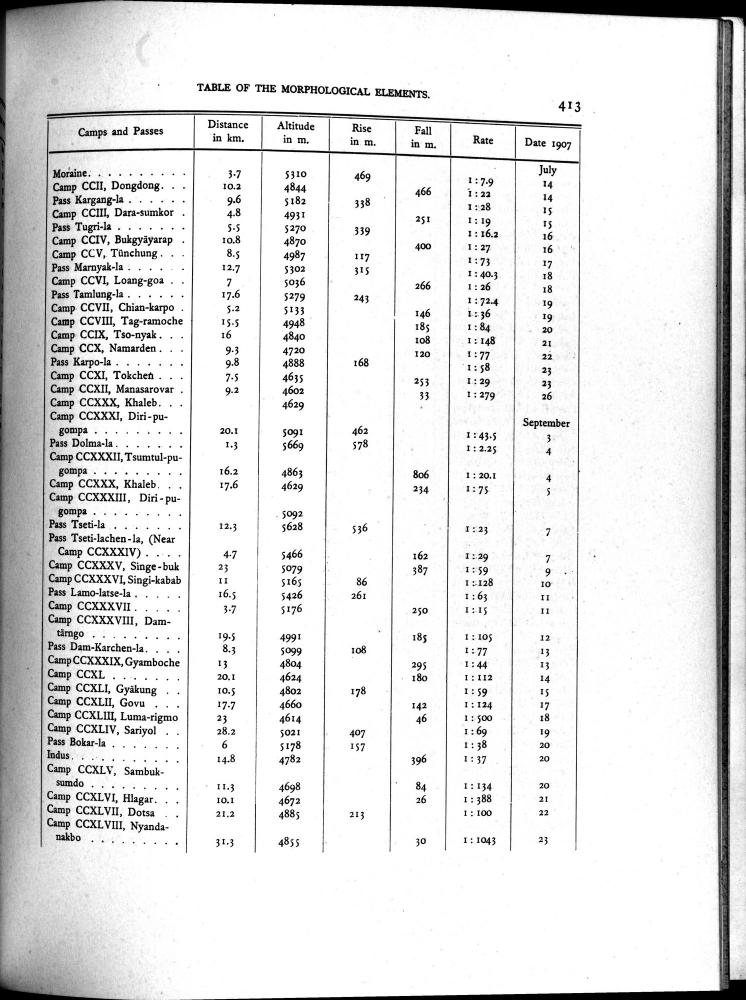 TABLE OF THE MORPHOLOGICAL ELEMENTS.
413
Camps and Passes Distance in km. Altitude in m. Rise in m. Fall in m. Rate Date 1907
July
Moraine. . . . . . . . . . 3.7 5310 469 1 : 7.9 14
Camp CCII, Dongdong. . . 10.2 4844 466 1 : 22 14
Pass Kargang-la . . . . . . 9.6 5182 338 1 : 28 15
Camp CCIII, Dara-sumkor . 4.8 4931 251 1 : 19 15
Pass Tugri-la . . . . . . . 5.5 5270 339 1 : 16.2 16
Camp CCIV, Bukgyäyarap . 10.8 4870 400 1 : 27 16
Camp CCV, Tünchung. . . 8.5 4987 117 1 : 73 17
Pass Marnyak-la . . . . . . 12.7 5302 315 1 : 40.3 18
Camp CCVI, Loang-goa . . 7 5036 266 1 : 26 18
Pass Tamlung-la . . . . . . 17.6 5279 243 1 : 72.4 19
Camp CCVII, Chian-karpo . 5.2 5133 146 1 : 36 19
Camp CCVIII, Tag-ramoche 15.5 4948 185 1 : 84 20
Camp CCIX, Tso-nyak. . . 16 4840 108 1 : 148 21
Camp CCX, Namarden. . . 9.3 4720 120 1 : 77 22
Pass Karpo-la . . . . . . . 9.8 4888 168 1 : 58 23
Camp CCXI, Tokchen . . . 7.5 4635 253 1 : 29 23
Camp CCXII, Manasarovar . 9.2 4602 33 1 : 279 26
Camp CCXXX, Khaleb. . . 4629
Camp CCXXXI, Diri-pu-
September
gompa . . . . . . . . . 20.1 5091 462 1 : 43.5 3
Pass Dolma-la. . . . . . . 1.3 5669 578 1 : 2.25 4
Camp CCXXXII, Tsumtul-pu-
gompa . . . . . . . . . 16.2 4863 806 1 : 20.1 4
Camp CCXXX, Khaleb. . . 17.6 4629 234 1 : 75 5
Camp CCXXXIII, Diri-pu-
gompa . . . . . . . . . 5092
Pass Tseti-la . . . . . . . 12.3 5628 536 1 : 23 7
Pass Tseti-lachen-la, (Near
Camp CCXXXIV) . . . . 4.7 5466 162 1 : 29 7
Camp CCXXXV, Singe-buk 23 5079 387 1 : 59 9
Camp CCXXXVI, Singi-kabab 11 5165 86 1 : 128 10
Pass Lamo-latse-la . . . . . 16.5 5426 261 1 : 63 11
Camp CCXXXVII . . . . . 3.7 5176 250 1 : 15 11
Camp CCXXXVIII, Dam-
tärngo . . . . . . . . . 19.5 4991 185 1 : 105 12
Pass Dam-Karchen-la. . . . 8.3 5099 108 1 : 77 13
Camp CCXXXIX, Gyamboche 13 4804 295 1 : 44 13
Camp CCXL . . . . . . . 20.1 4624 180 1 : 112 14
Camp CCXLI, Gyäkung . . 10.5 4802 178 1 : 59 15
Camp CCXLII, Govu . . . 17.7 4660 142 1 : 124 17
Camp CCXLIII, Luma-rigmo 23 4614 46 1 : 500 18
Camp CCXLIV, Sariyol . . 28.2 5021 407 1 : 69 19
Pass Bokar-la . . . . . . . 6 5178 157 1 : 38 20
Indus. . . . . . . . . . . 14.8 4782 396 1 : 37 20
Camp CCXLV, Sambuk-
sumdo . . . . . . . . . 11.3 4698 84 1 : 134 20
Camp CCXLVI, Hlagar. . . 10.1 4672 26 1 : 388 21
Camp CCXLVII, Dotsa . . 21.2 4885 213 1 : 100 22
Camp CCXLVIII, Nyanda-
nakbo . . . . . . . . . 31.3 4855 30 1 : 1043 23